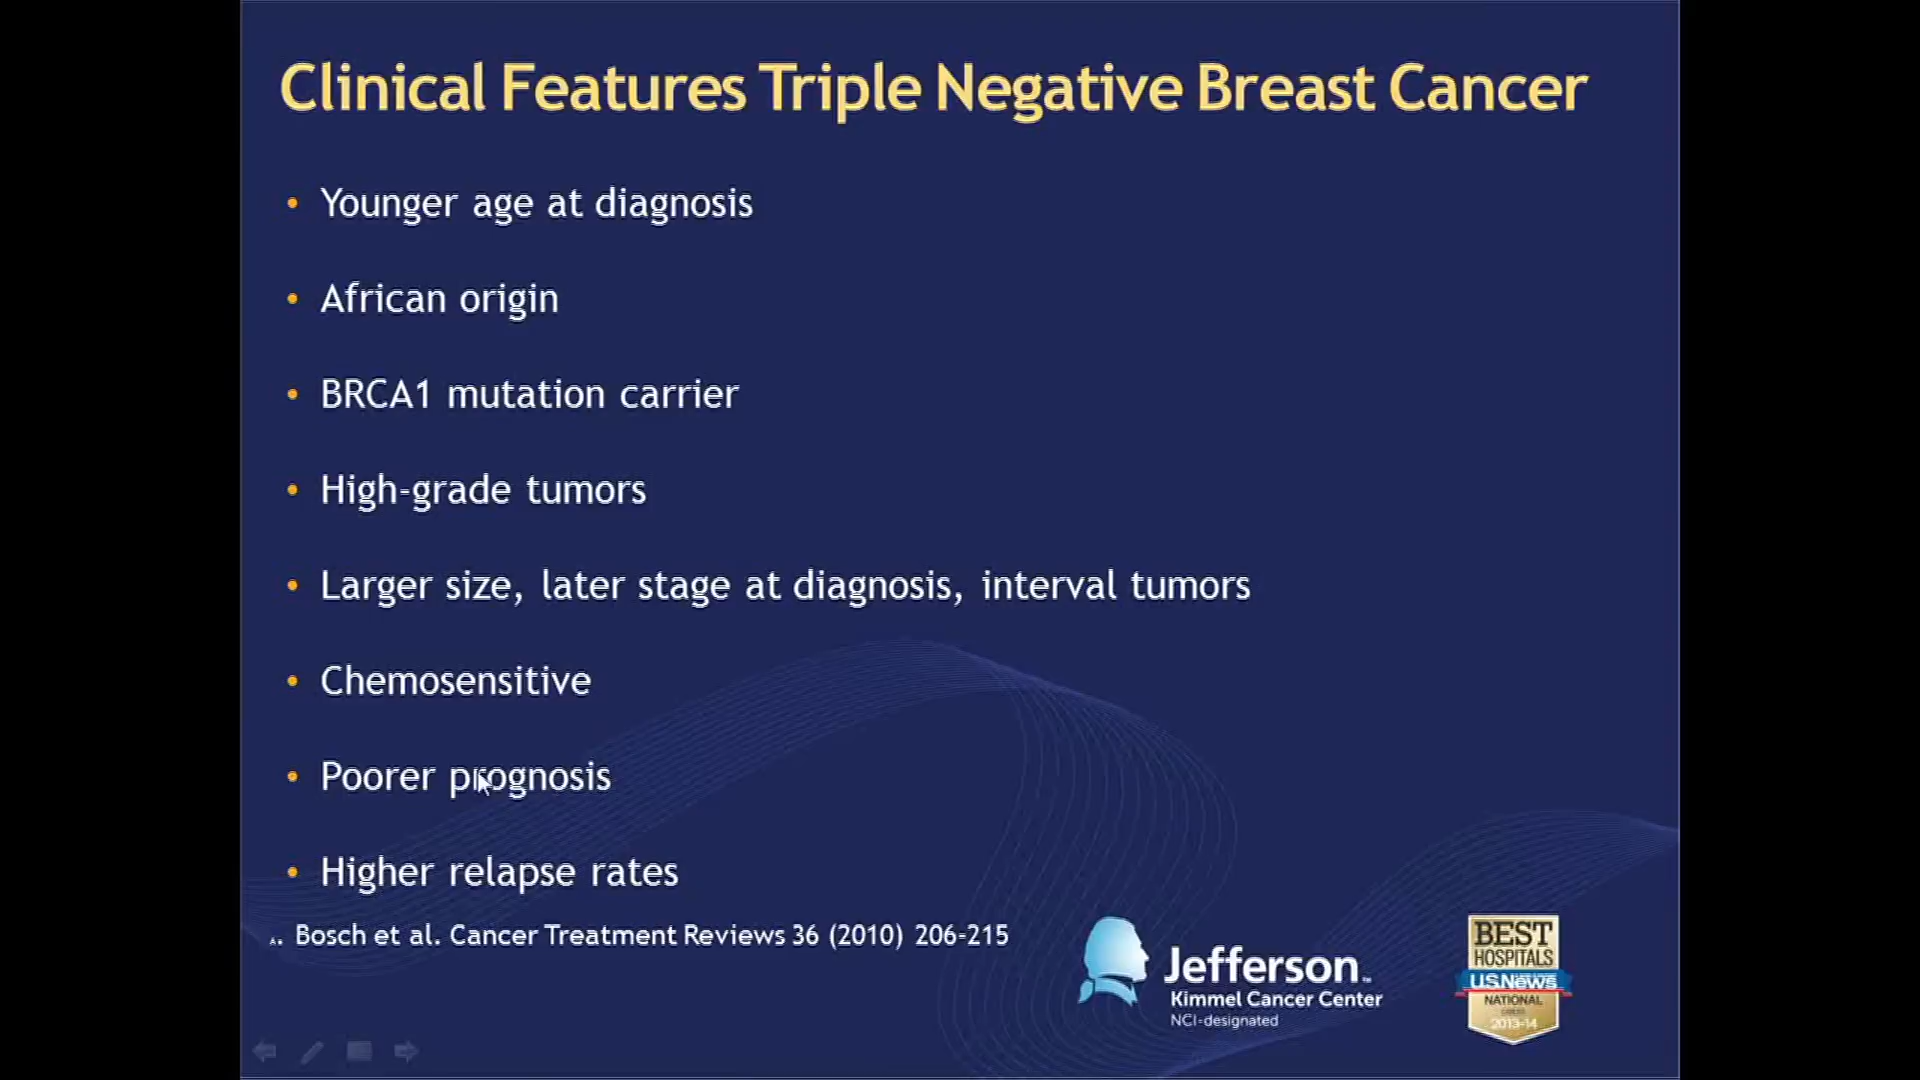 Clinical Features Triple Negative Breast Cancer
• Younger age at diagnosis
• African origin
• BRCA1 mutation carrier
• High-grade tumors
• Larger size, later stage at diagnosis, interval tumors
• Chemosensitive
• Poorer prognosis
• Higher relapse rates
A. Bosch et al. Cancer Treatment Reviews 36 (2010) 206-215
Jefferson™
Kimmel Cancer Center
NCI-designated
BEST
HOSPITALS
U.S.News
NATIONAL
2013-14